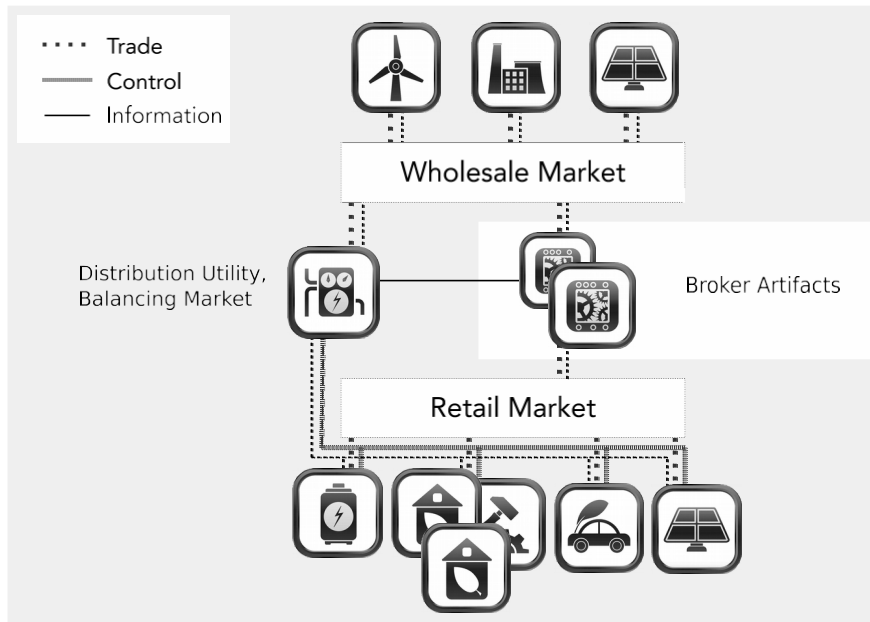 Trade
Control
Information
Wholesale Market
Distribution Utility,
Balancing Market
Broker Artifacts
Retail Market